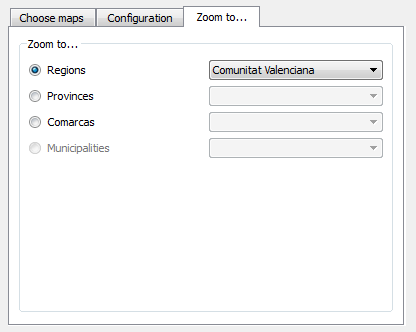 Choose maps Configuration Zoom to...
Zoom to...
Regions Comunitat Valenciana
Provinces
Comarcas
Municipalities